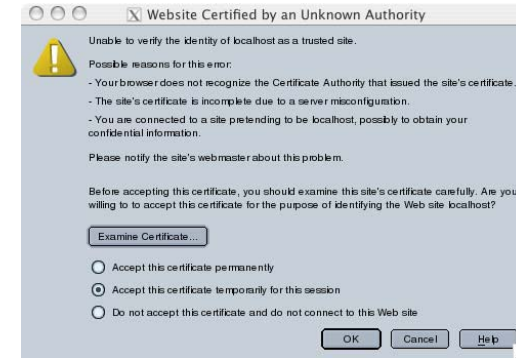 Website Certified by an Unknown Authority
Unable to verify the identity of localhost as a trusted site.
Possible reasons for this error:
- Your browser does not recognize the Certificate Authority that issued the site's certificate.
- The site's certificate is incomplete due to a server misconfiguration.
- You are connected to a site pretending to be localhost, possibly to obtain your
confidential information.
Please notify the site's webmaster about this problem.
Before accepting this certificate, you should examine this site's certificate carefully. Are you
willing to to accept this certificate for the purpose of identifying the Web site localhost?
Examine Certificate...
Accept this certificate permanently
Accept this certificate temporarily for this session
Do not accept this certificate and do not connect to this Web site
OK Cancel Help